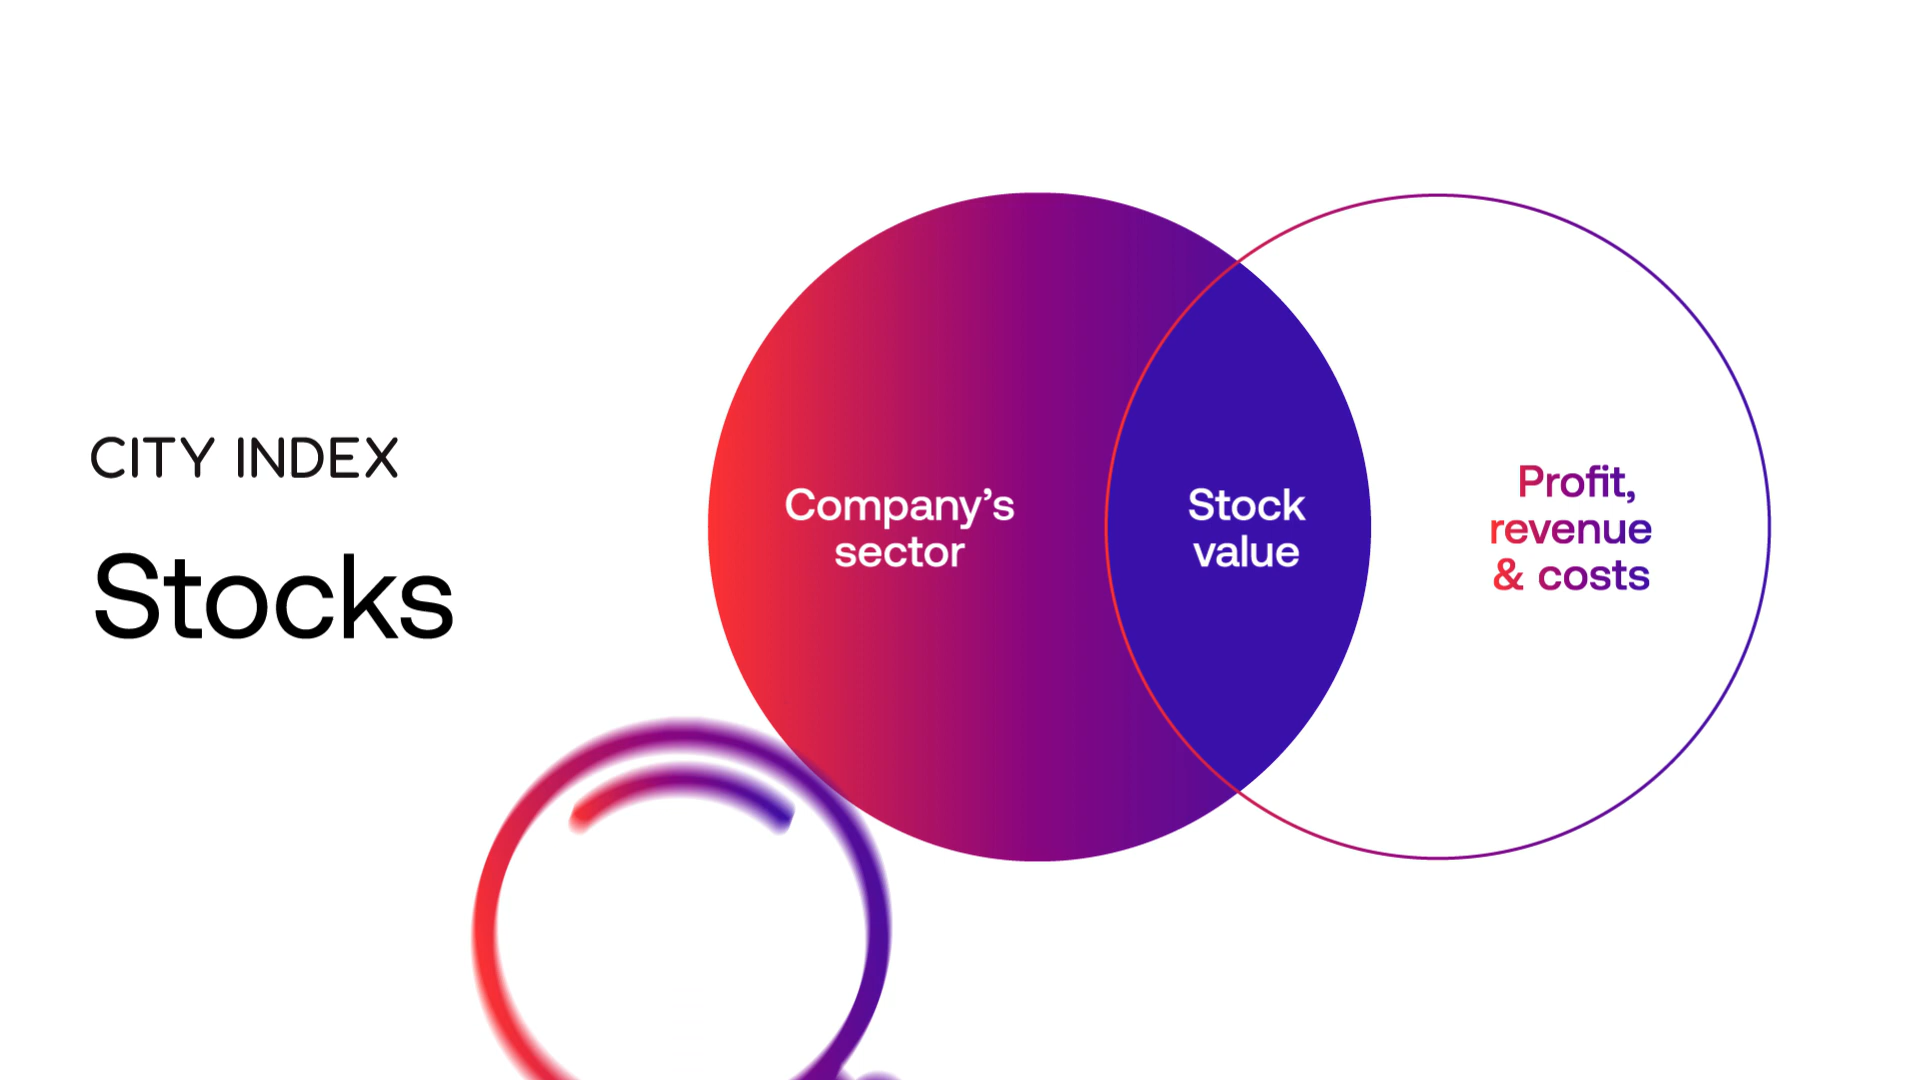 CITY INDEX
Stocks
Company’s
sector
Stock
value
Profit,
revenue
& costs